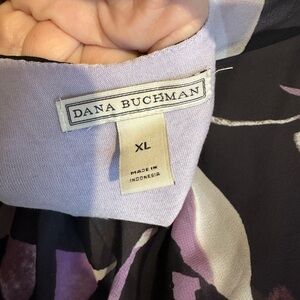 DANA BUCHMAN
XL
MADE IN
INDONESIA